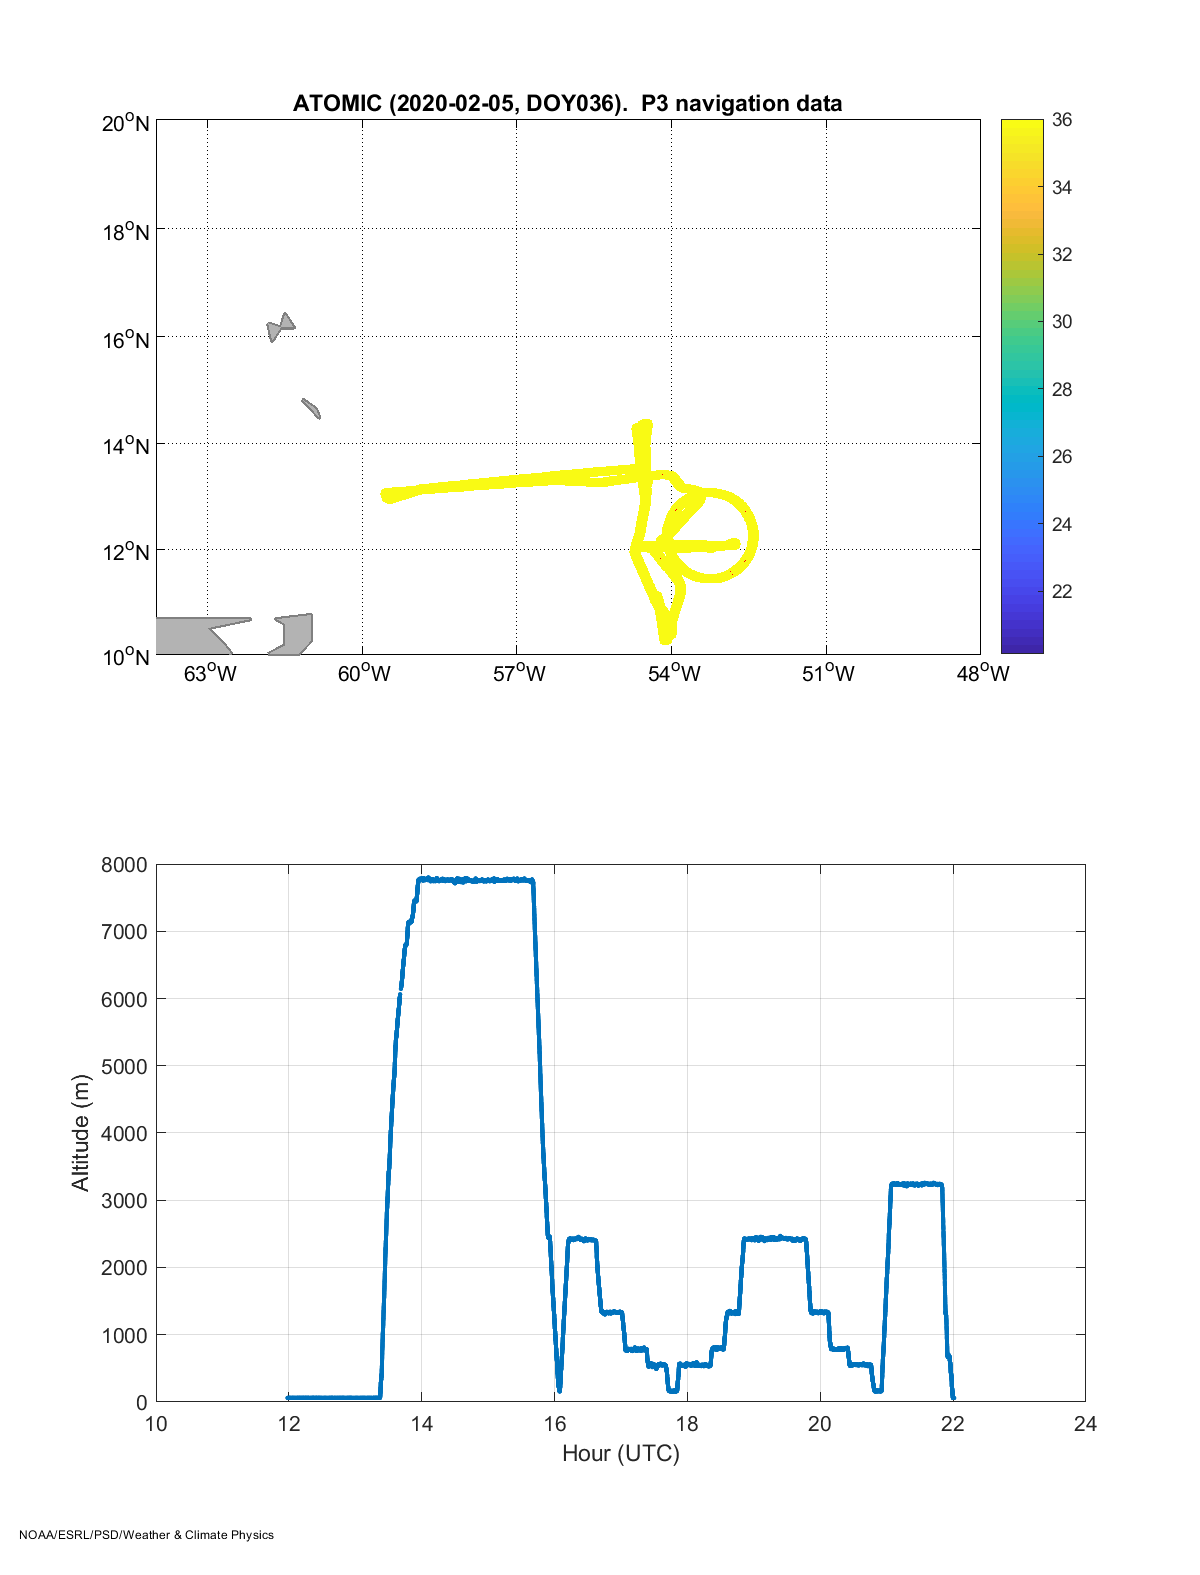 ATOMIC (2020-02-05, DOY036).  P3 navigation data
20°N
18°N
16°N
14°N
12°N
10°N
63°W 60°W 57°W 54°W 51°W 48°W
36
34
32
30
28
26
24
22
8000
7000
6000
5000
4000
3000
2000
1000
0
Altitude (m)
10 12 14 16 18 20 22 24
Hour (UTC)
NOAA/ESRL/PSD/Weather & Climate Physics